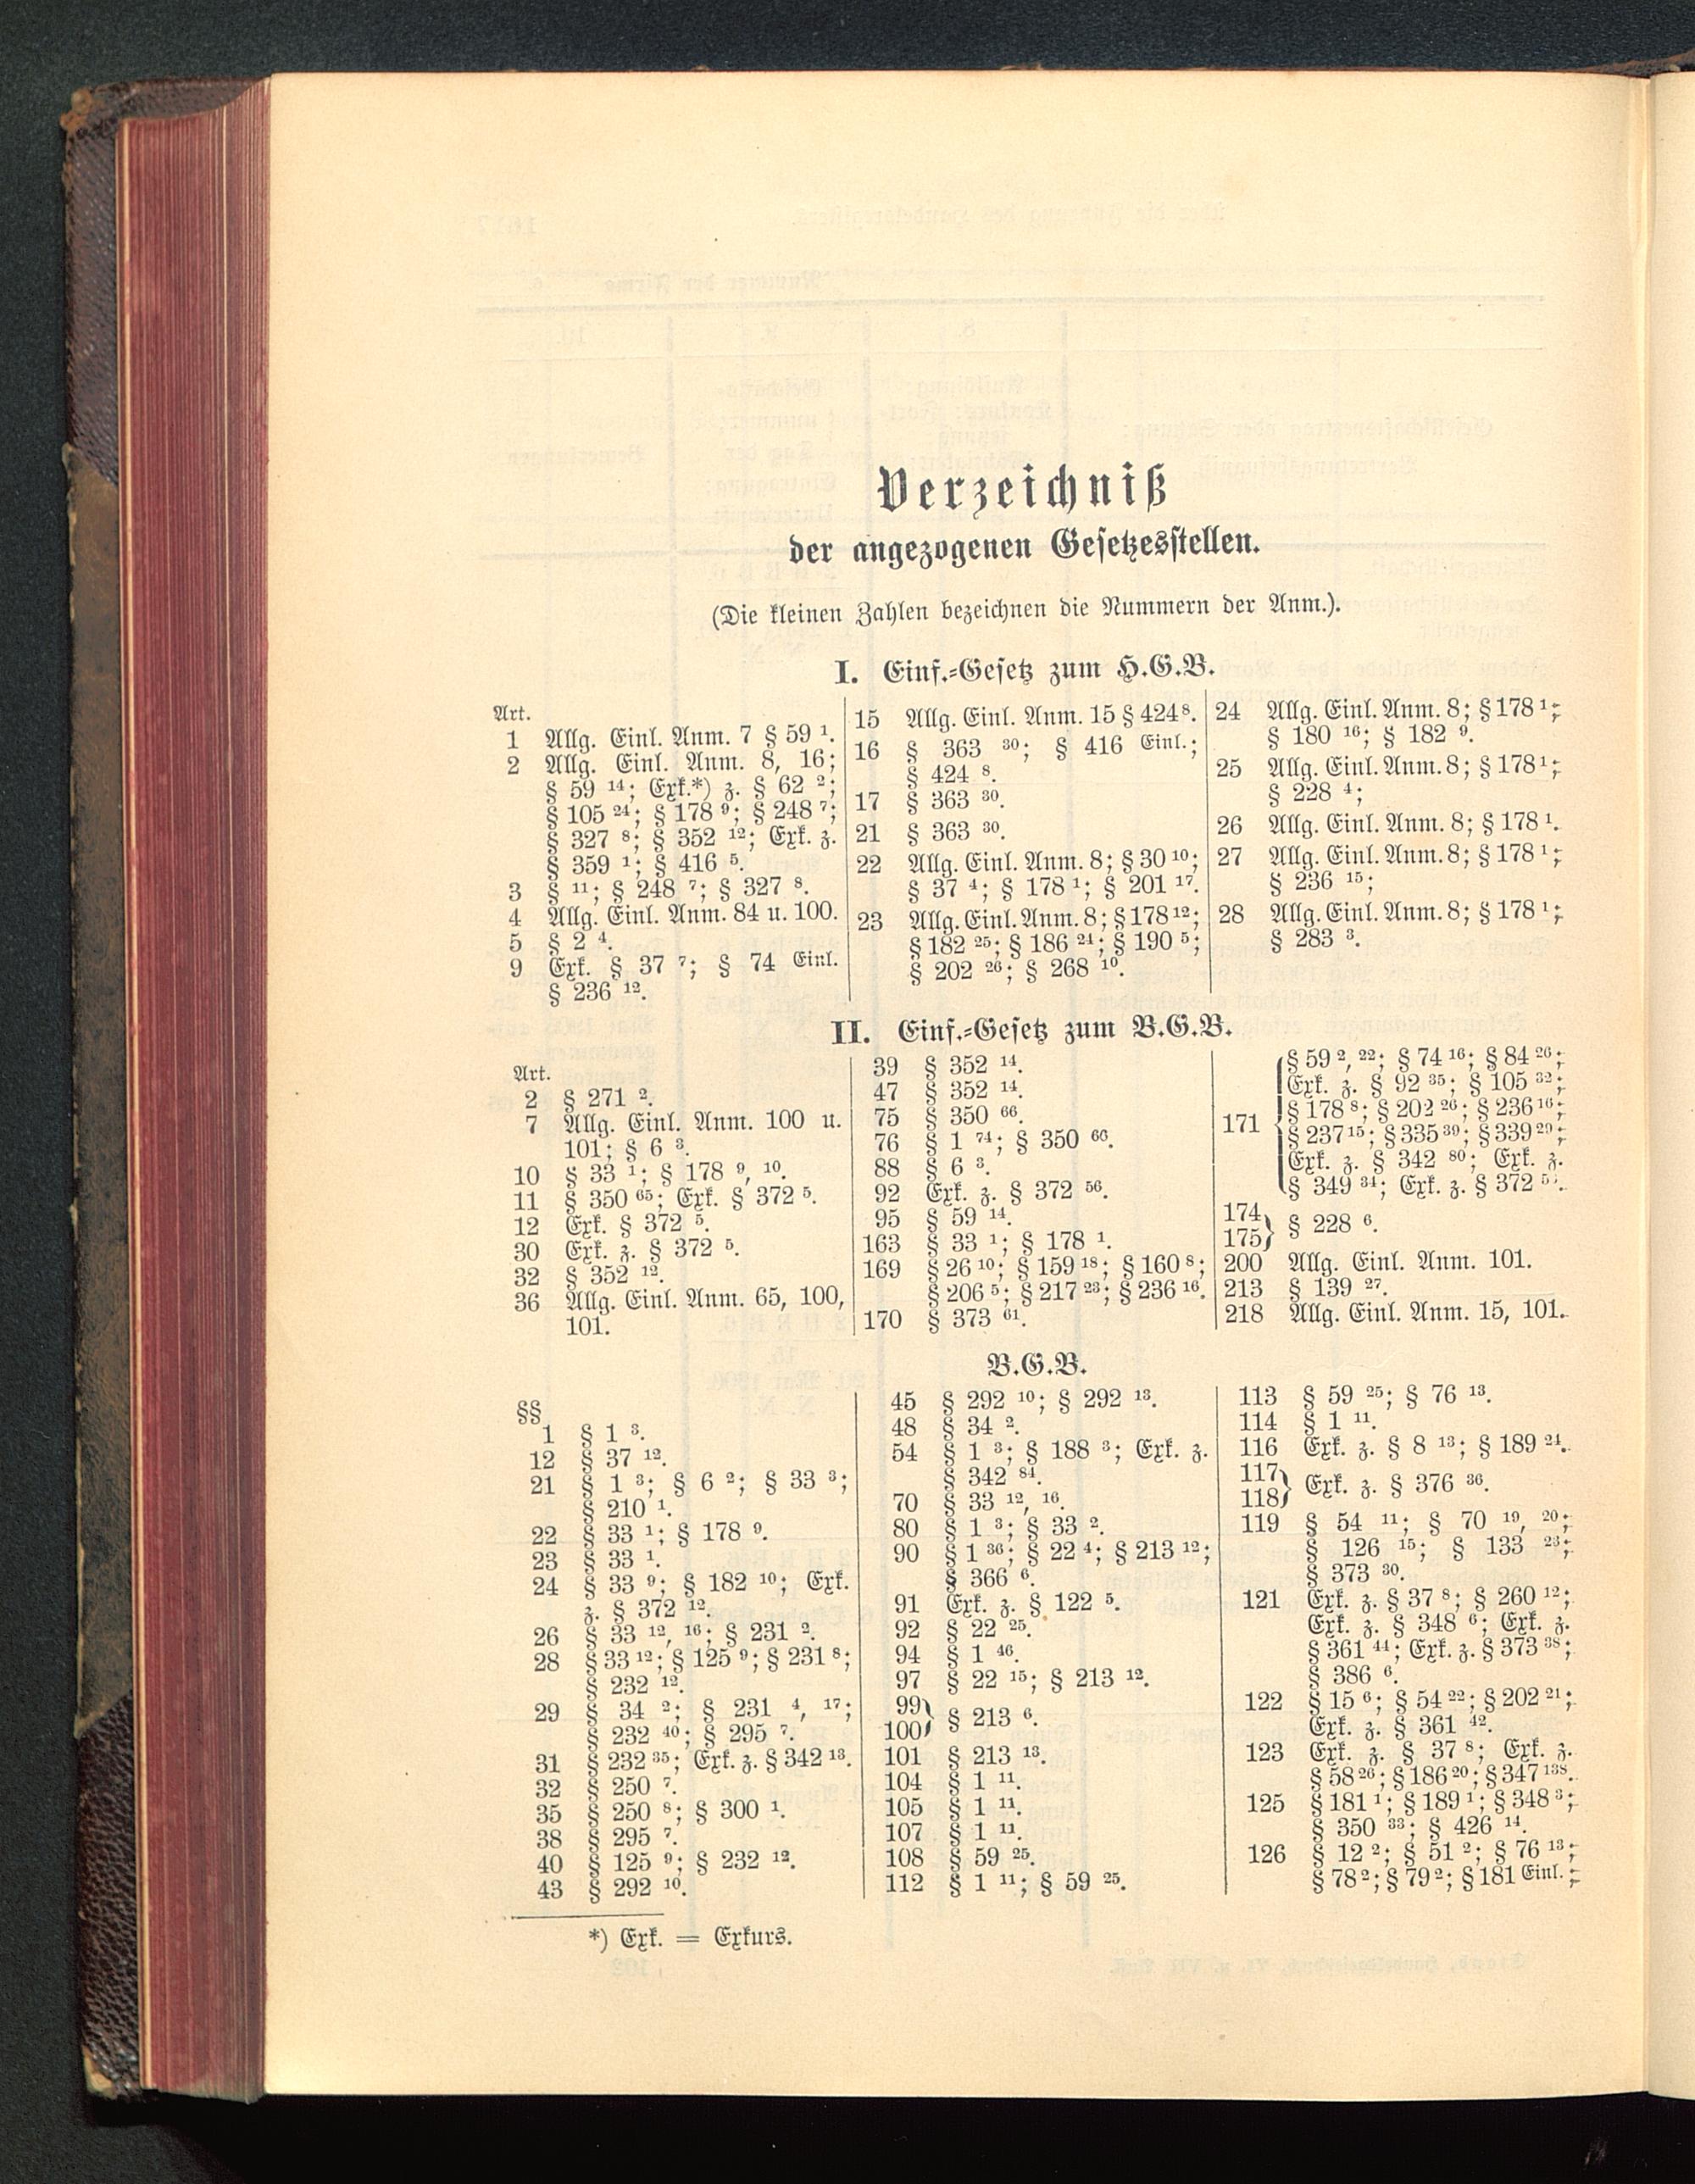 Verzeichniß
der angezogenen Gesetzesstellen.
(Die kleinen Zahlen bezeichnen die Nummern der Anm.).
I. Einf.-Gesetz zum H.G.B.
Art.
1 Allg. Einl. Anm. 7 § 59 ¹.
2 Allg. Einl. Anm. 8, 16;
§ 59 ¹⁴; Exk.*) z. § 62 ²;
§ 105 ²⁴; § 178 ⁹; § 248 ⁷;
§ 327 ⁸; § 352 ¹²; Exk. z.
§ 359 ¹; § 416 ⁵.
3 § ¹¹; § 248 ⁷; § 327 ⁸.
4 Allg. Einl. Anm. 84 u. 100.
5 § 2 ⁴.
9 Exk. § 37 ⁷; § 74 Einl.
§ 236 ¹².
15 Allg. Einl. Anm. 15 § 424 ⁸.
16 § 363 ³⁰; § 416 Einl.;
§ 424 ⁸.
17 § 363 ³⁰.
21 § 363 ³⁰.
22 Allg. Einl. Anm. 8; § 30 ¹⁰;
§ 37 ⁴; § 178 ¹; § 201 ¹⁷.
23 Allg. Einl. Anm. 8; § 178 ¹²;
§ 182 ²⁵; § 186 ²⁴; § 190 ⁵;
§ 202 ²⁶; § 268 ¹⁰.
24 Allg. Einl. Anm. 8; § 178 ¹;
§ 180 ¹⁶; § 182 ⁹.
25 Allg. Einl. Anm. 8; § 178 ¹;
§ 228 ⁴;
26 Allg. Einl. Anm. 8; § 178 ¹.
27 Allg. Einl. Anm. 8; § 178 ¹;
§ 236 ¹⁵;
28 Allg. Einl. Anm. 8; § 178 ¹;
§ 283 ³.
II. Einf.-Gesetz zum B.G.B.
Art.
2 § 271 ².
7 Allg. Einl. Anm. 100 u.
101; § 6 ³.
10 § 33 ¹; § 178 ⁹, ¹⁰.
11 § 350 ⁶⁵; Exk. § 372 ⁵.
12 Exk. § 372 ⁵.
30 Exk. z. § 372 ⁵.
32 § 352 ¹².
36 Allg. Einl. Anm. 65, 100,
101.
39 § 352 ¹⁴.
47 § 352 ¹⁴.
75 § 350 ⁶⁶.
76 § 1 ⁷⁴; § 350 ⁶⁶.
88 § 6 ³.
92 Exk. z. § 372 ⁵⁶.
95 § 59 ¹⁴.
163 § 33 ¹; § 178 ¹.
169 § 26 ¹⁰; § 159 ¹⁸; § 160 ⁸;
§ 206 ⁵; § 217 ²³; § 236 ¹⁶.
170 § 373 ⁶¹.
§ 59 ², ²²; § 74 ¹⁶; § 84 ²⁶;
Exk. z. § 92 ³⁵; § 105 ³²;
§ 178 ⁸; § 202 ²⁶; § 236 ¹⁶;
171 § 237 ¹⁵; § 335 ³⁹; § 339 ²⁹;
Exk. z. § 342 ⁸⁰; Exk. z.
§ 349 ³⁴; Exk. z. § 372
174
175 § 228 ⁶.
200 Allg. Einl. Anm. 101.
213 § 139 ²⁷.
218 Allg. Einl. Anm. 15, 101.
B.G.B.
§§
1 § 1 ³.
12 § 37 ¹².
21 § 1 ³; § 6 ²; § 33 ³;
§ 210 ¹.
22 § 33 ¹; § 178 ⁹.
23 § 33 ¹.
24 § 33 ⁹; § 182 ¹⁰; Exk.
z. § 372 ¹².
26 § 33 ¹², ¹⁶; § 231 ².
28 § 33 ¹²; § 125 ⁹; § 231 ⁸;
§ 232 ¹².
29 § 34 ²; § 231 ⁴, ¹⁷;
§ 232 ⁴⁰; § 295 ⁷.
31 § 232 ³⁵; Exk. z. § 342 ¹³.
32 § 250 ⁷.
35 § 250 ⁸; § 300 ¹.
38 § 295 ⁷.
40 § 125 ⁹; § 232 ¹².
43 § 292 ¹⁰.
45 § 292 ¹⁰; § 292 ¹³.
48 § 34 ².
54 § 1 ³; § 188 ³; Exk. z.
§ 342 ⁸⁴.
70 § 33 ¹², ¹⁶.
80 § 1 ³; § 33 ².
90 § 1 ³⁶; § 22 ⁴; § 213 ¹²;
§ 366 ⁶.
91 Exk. z. § 122 ⁵.
92 § 22 ²⁵.
94 § 1 ⁴⁶.
97 § 22 ¹⁵; § 213 ¹².
99
100 § 213 ⁶.
101 § 213 ¹³.
104 § 1 ¹¹.
105 § 1 ¹¹.
107 § 1 ¹¹.
108 § 59 ²⁵.
112 § 1 ¹¹; § 59 ²⁵.
113 § 59 ²⁵; § 76 ¹³.
114 § 1 ¹¹.
116 Exk. z. § 8 ¹³; § 189 ²⁴.
117
118 Exk. z. § 376 ³⁶.
119 § 54 ¹¹; § 70 ¹⁹, ²⁰;
§ 126 ¹⁵; § 133 ²³;
§ 373 ³⁰.
121 Exk. z. § 37 ⁸; § 260 ¹²;
Exk. z. § 348 ⁶; Exk. z.
§ 361 ⁴⁴; Exk. z. § 373 ³⁸;
§ 386 ⁶.
122 § 15 ⁶; § 54 ²²; § 202 ²¹;
Exk. z. § 361 ⁴².
123 Exk. z. § 37 ⁸; Exk. z.
§ 58 ²⁶; § 186 ²⁰; § 347 ¹³⁸.
125 § 181 ¹; § 189 ¹; § 348 ³;
§ 350 ³³; § 426 ¹⁴.
126 § 12 ²; § 51 ²; § 76 ¹³;
§ 78 ²; § 79 ²; § 181 Einl.;
*) Exk. = Exkurs.